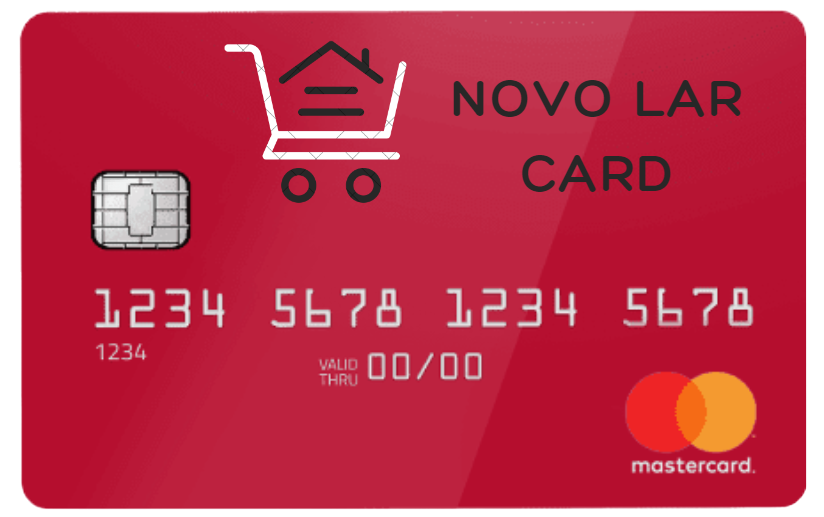 NOVO LAR
CARD
1234 5678 1234 5678
1234
VALID
THRU 00/00
mastercard.